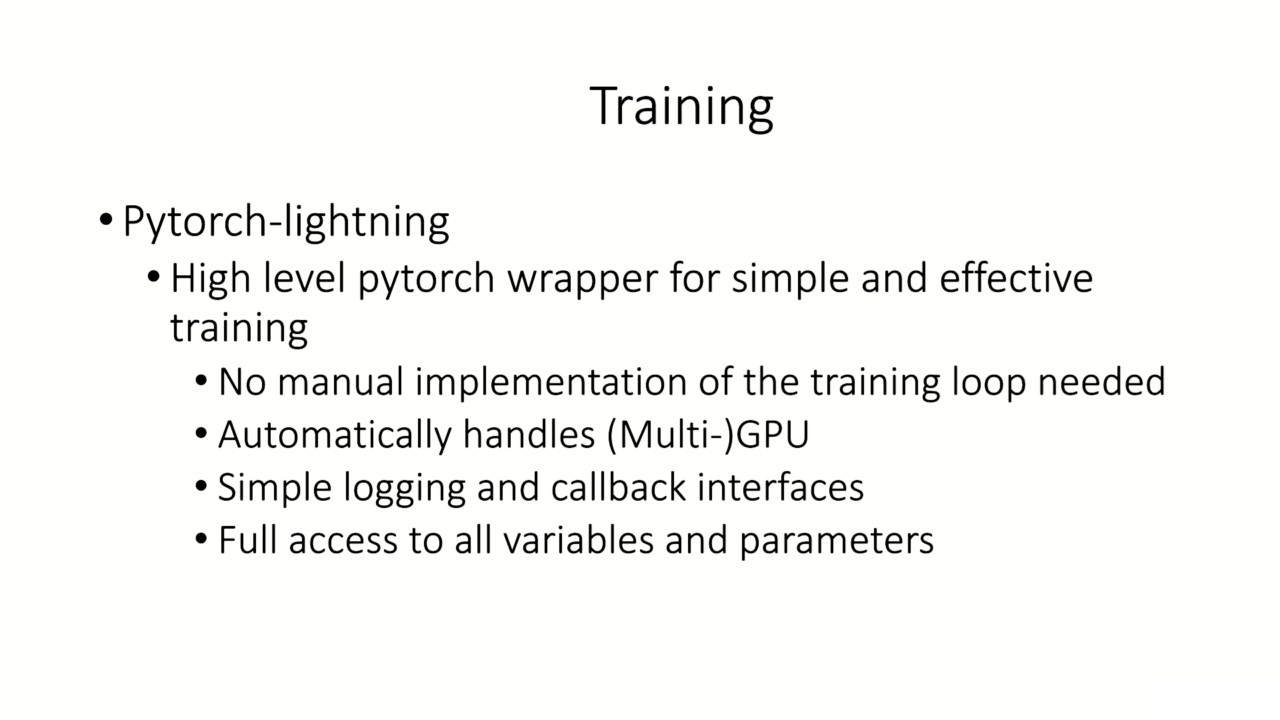 Training
• Pytorch-lightning
• High level pytorch wrapper for simple and effective
training
• No manual implementation of the training loop needed
• Automatically handles (Multi-)GPU
• Simple logging and callback interfaces
• Full access to all variables and parameters